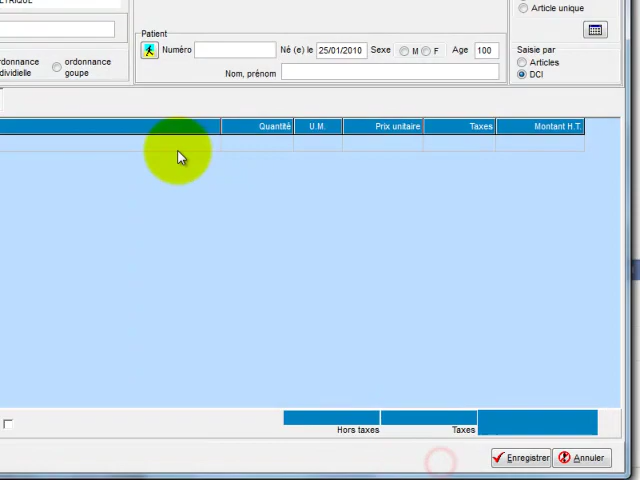 Article unique
Patient
Numéro
Né (e) le 25/01/2010 Sexe M F Age 100
Nom, prénom
rdonnance
dividielle
ordonnance
goupe
Saisie par
Articles
DCI
Quantité U.M. Prix unitaire Taxes Montant H.T.
Hors taxes Taxes
Enregistrer Annuler